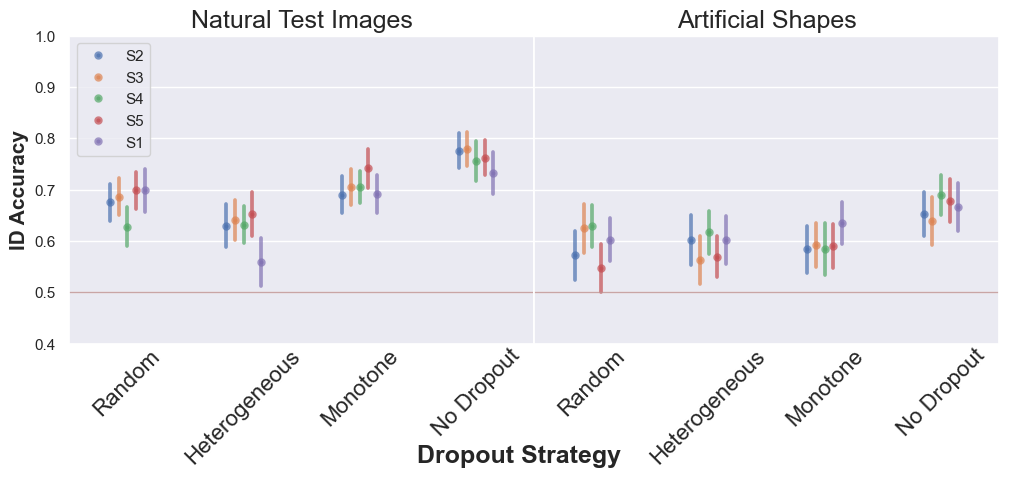 Natural Test Images
Artificial Shapes
1.0
0.9
0.8
0.7
0.6
0.5
0.4
ID Accuracy
S2
S3
S4
S5
S1
Random
Heterogeneous
Monotone
No Dropout
Random
Heterogeneous
Monotone
No Dropout
Dropout Strategy